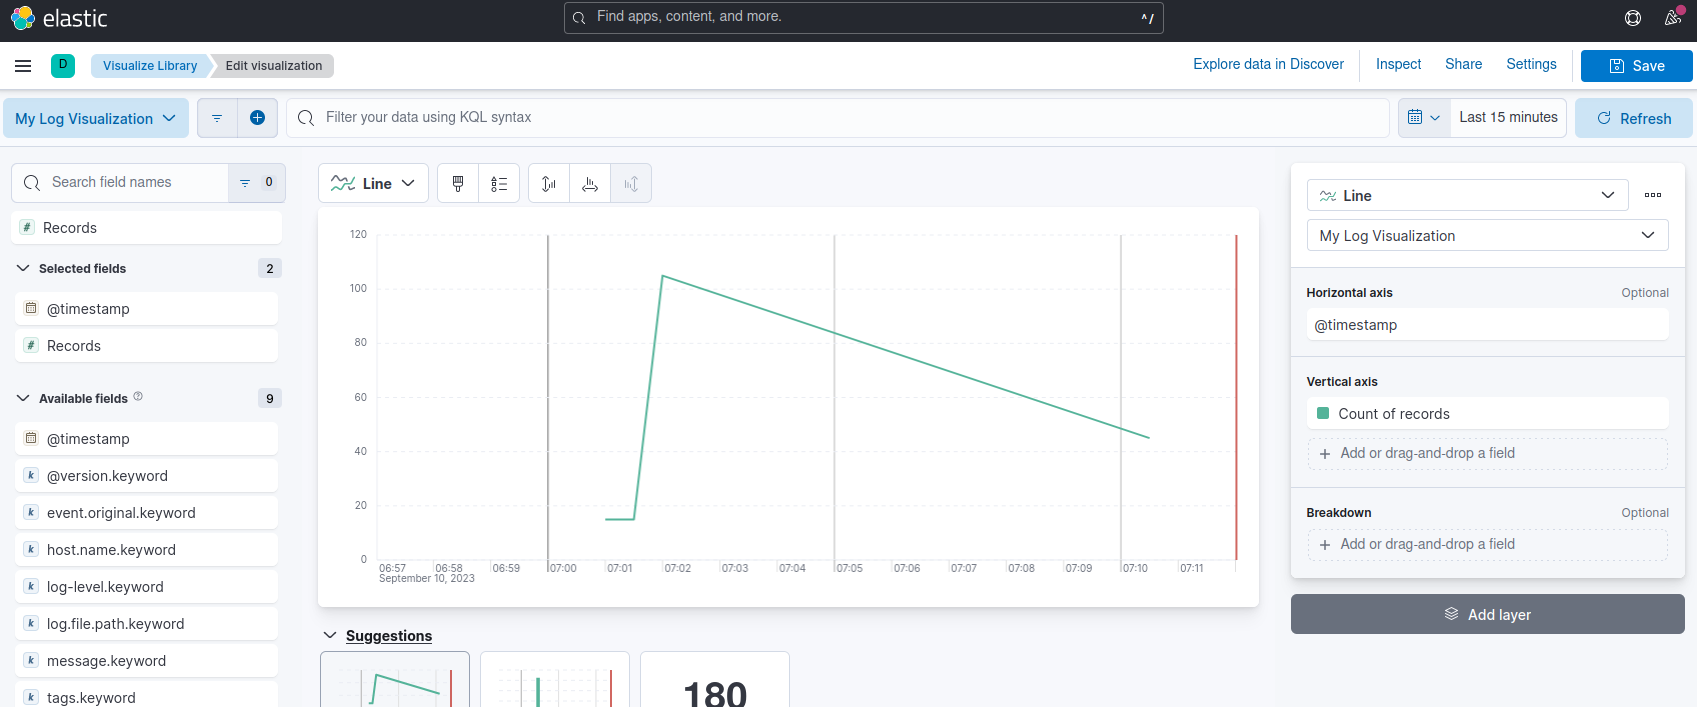 elastic
Find apps, content, and more.
^/
D
Visualize Library
Edit visualization
Explore data in Discover
Inspect
Share
Settings
Save
My Log Visualization
Filter your data using KQL syntax
Last 15 minutes
Refresh
Search field names
0
# Records
Selected fields
2
@timestamp
# Records
Available fields
9
@timestamp
k @version.keyword
k event.original.keyword
k host.name.keyword
k log-level.keyword
k log.file.path.keyword
k message.keyword
k tags.keyword
Line
120
100
80
60
40
20
0
06:57 06:58 06:59 07:00 07:01 07:02 07:03 07:04 07:05 07:06 07:07 07:08 07:09 07:10 07:11
September 10, 2023
Suggestions
180
Line
My Log Visualization
Horizontal axis
Optional
@timestamp
Vertical axis
Count of records
+ Add or drag-and-drop a field
Breakdown
Optional
+ Add or drag-and-drop a field
Add layer